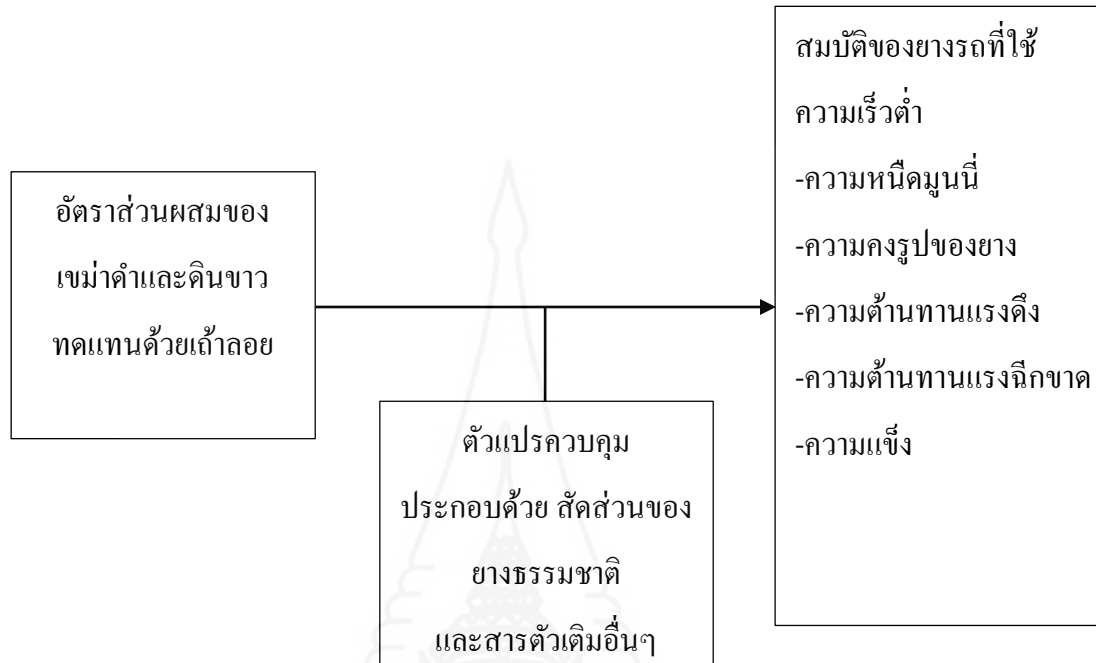 อัตราส่วนผสมของ
เขม่าดำและดินขาว
ทดแทนด้วยเถ้าลอย
ตัวแปรควบคุม
ประกอบด้วย สัดส่วนของ
ยางธรรมชาติ
และสารตัวเติมอื่นๆ
สมบัติของยางรถที่ใช้
ความเร็วต่ำ
-ความหนืดมูนนี่
-ความคงรูปของยาง
-ความต้านทานแรงดึง
-ความต้านทานแรงฉีกขาด
-ความแข็ง